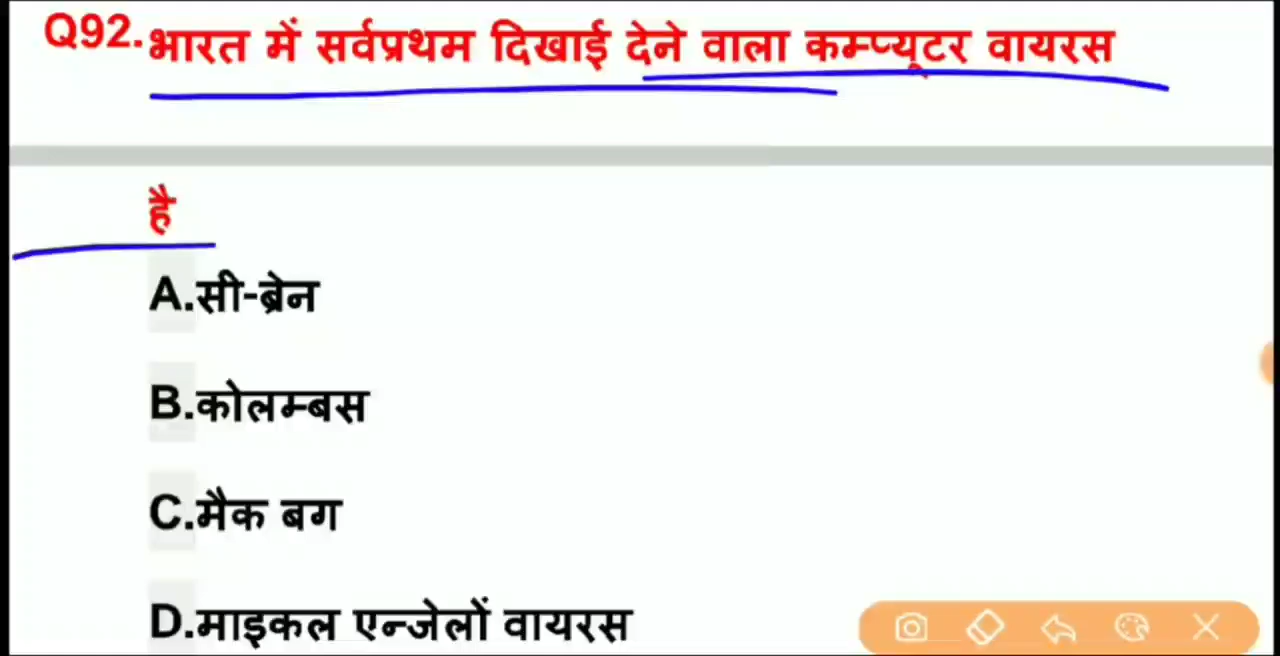 Q92.भारत में सर्वप्रथम दिखाई देने वाला कम्प्यूटर वायरस
है
A.सी-ब्रेन
B.कोलम्बस
C.मैक बग
D.माइकल एन्जेलों वायरस